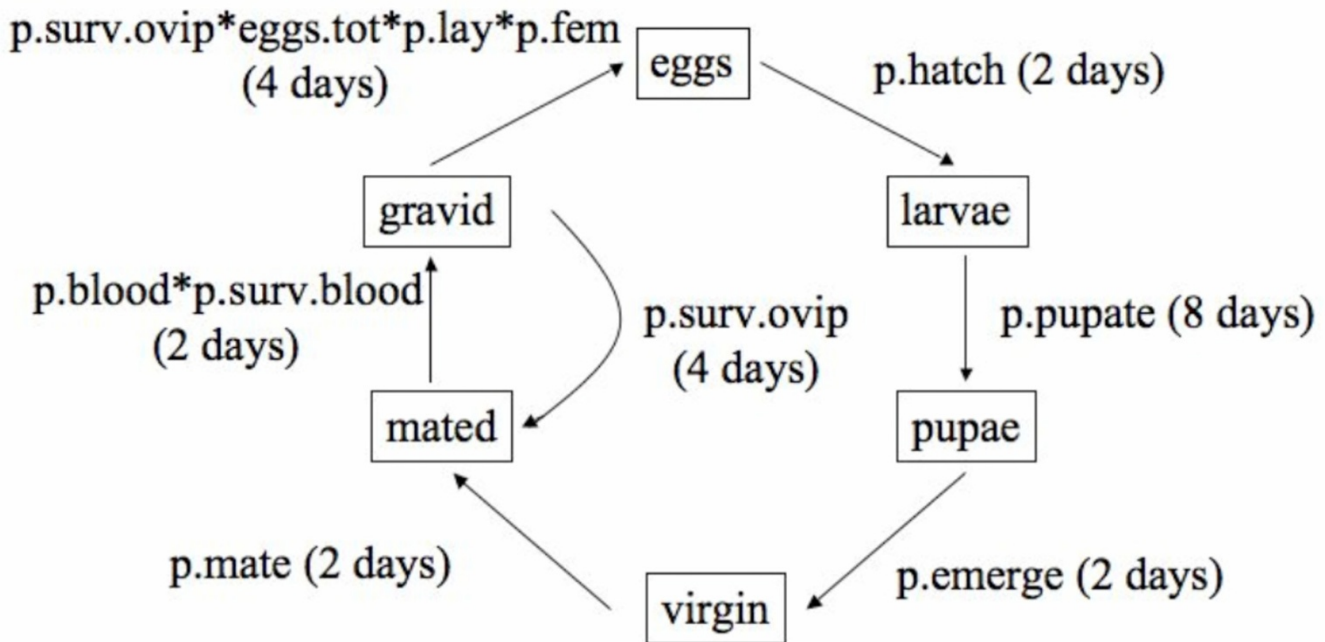 p.surv.ovip*eggs.tot*p.lay*p.fem
(4 days)
eggs
p.hatch (2 days)
gravid
larvae
p.blood*p.surv.blood
(2 days)
p.surv.ovip
(4 days)
p.pupate (8 days)
mated
pupae
p.mate (2 days)
virgin
p.emerge (2 days)